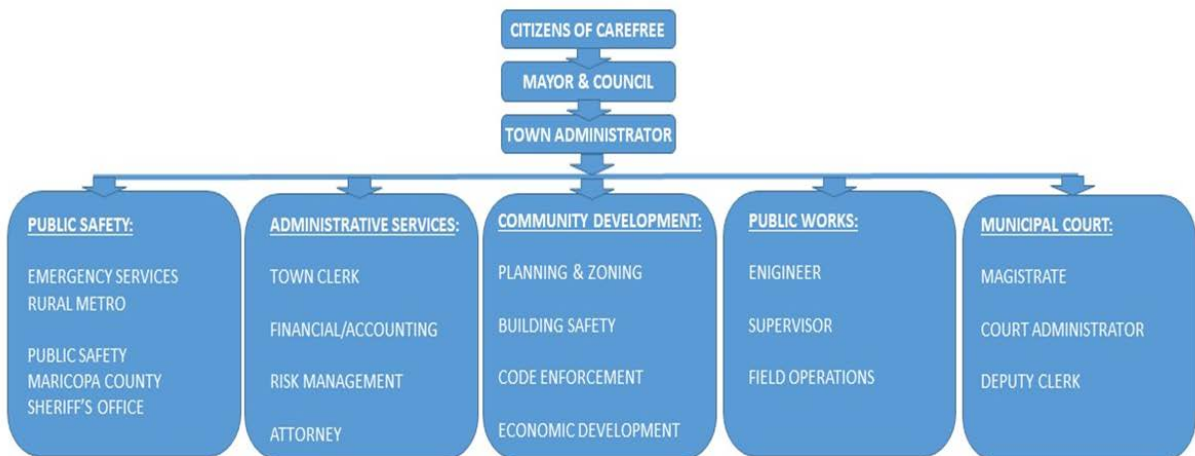 CITIZENS OF CAREFREE
MAYOR & COUNCIL
TOWN ADMINISTRATOR
PUBLIC SAFETY:
EMERGENCY SERVICES
RURAL METRO
PUBLIC SAFETY
MARICOPA COUNTY
SHERIFF'S OFFICE
ADMINISTRATIVE SERVICES:
TOWN CLERK
FINANCIAL/ACCOUNTING
RISK MANAGEMENT
ATTORNEY
COMMUNITY DEVELOPMENT:
PLANNING & ZONING
BUILDING SAFETY
CODE ENFORCEMENT
ECONOMIC DEVELOPMENT
PUBLIC WORKS:
ENIGINEER
SUPERVISOR
FIELD OPERATIONS
MUNICIPAL COURT:
MAGISTRATE
COURT ADMINISTRATOR
DEPUTY CLERK